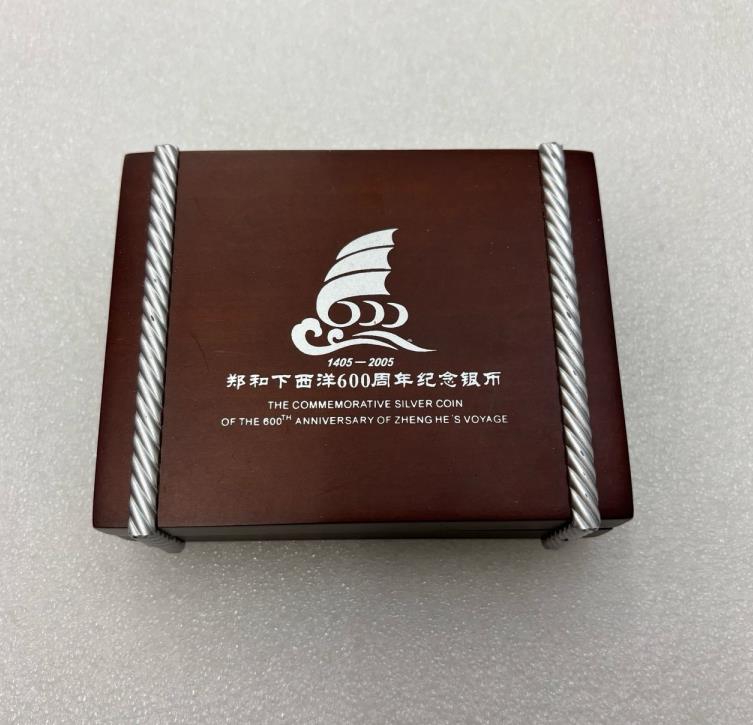 600
1405-2005
郑和下西洋600周年纪念银币
THE COMMEMORATIVE SILVER COIN
OF THE 600TH ANNIVERSARY OF ZHENG HE'S VOYAGE